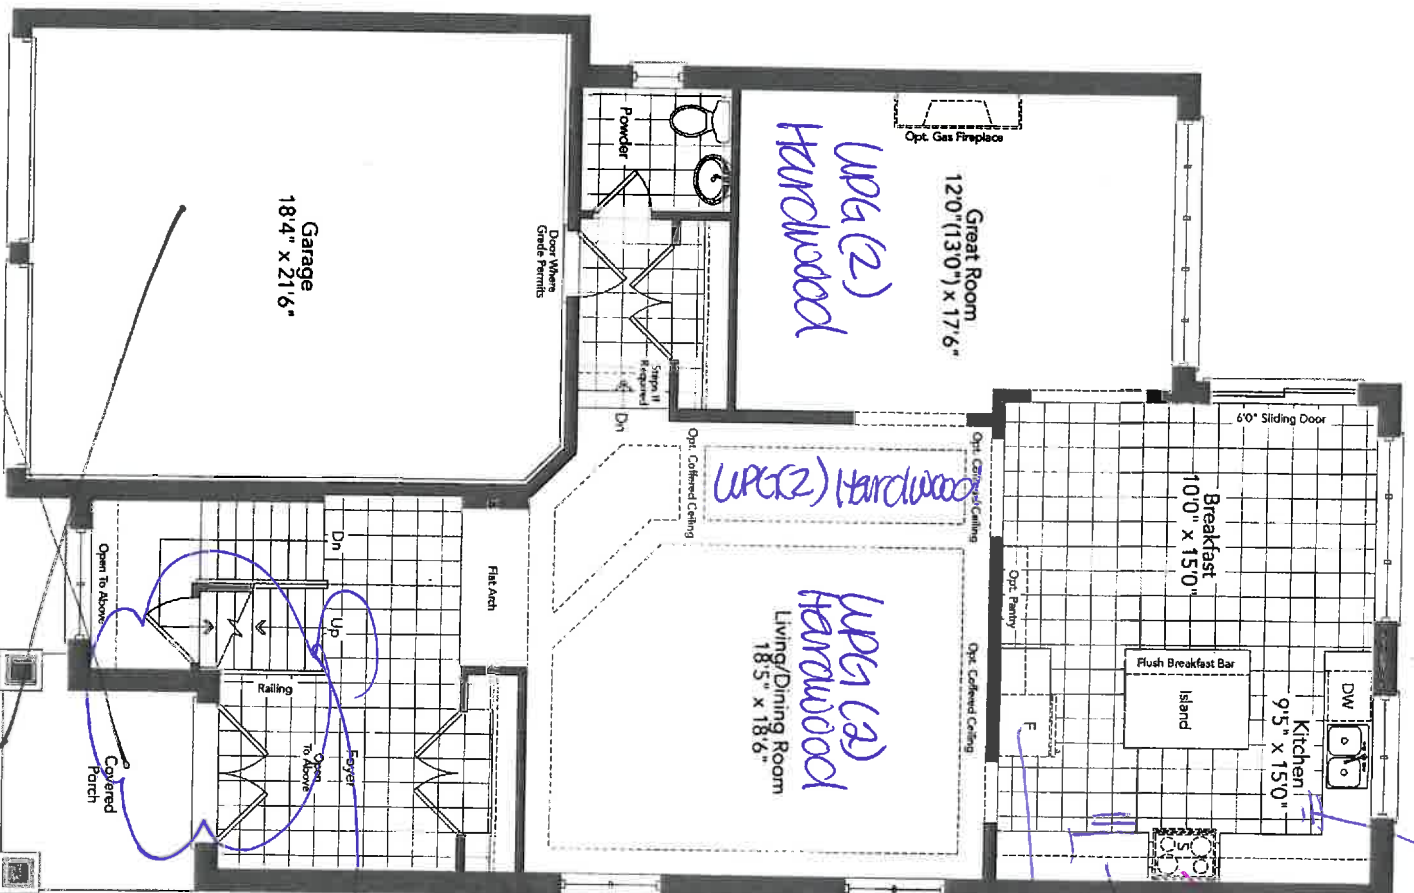 Garage
18'4" x 21'6"
Door Where
Grade Permits
Powder
Steps If
Required
Dn
Opt. Gas Fireplace
Great Room
12'0"(13'0") x 17'6"
UPG(2)
Hardwood
6'0" Sliding Door
Breakfast
10'0" x 15'0"
Opt. Pantry
Flush Breakfast Bar
Island
DW
Kitchen
9'5" x 15'0"
F
S
Opt. Coffered Ceiling
Opt. Coffered Ceiling
UPG(2) Hardwood
Opt. Coffered Ceiling
UPG(2)
Hardwood
Living/Dining Room
18'5" x 18'6"
Flat Arch
Dn
Up
Open To Above
Railing
Foyer
Open
To Above
Covered
Porch